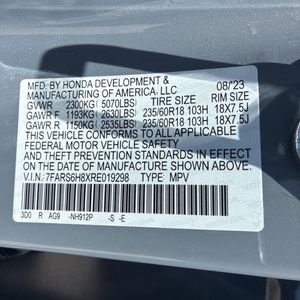 MFD. BY HONDA DEVELOPMENT & 08/23
MANUFACTURING OF AMERICA, LLC
TIRE SIZE RIM SIZE
GVWR 2300KG(5070LBS)
GAWR F 1193KG(2630LBS) 235/60R18 103H 18X7.5J
GAWR R 1150KG(2535LBS) 235/60R18 103H 18X7.5J
THIS VEHICLE CONFORMS TO ALL APPLICABLE
FEDERAL MOTOR VEHICLE SAFETY
STANDARDS IN EFFECT ON THE DATE OF
MANUFACTURE SHOWN ABOVE.
V.I.N.: 7FARS6H8XRE019298 TYPE: MPV
3D0 R AG9 -NH912P -S -E